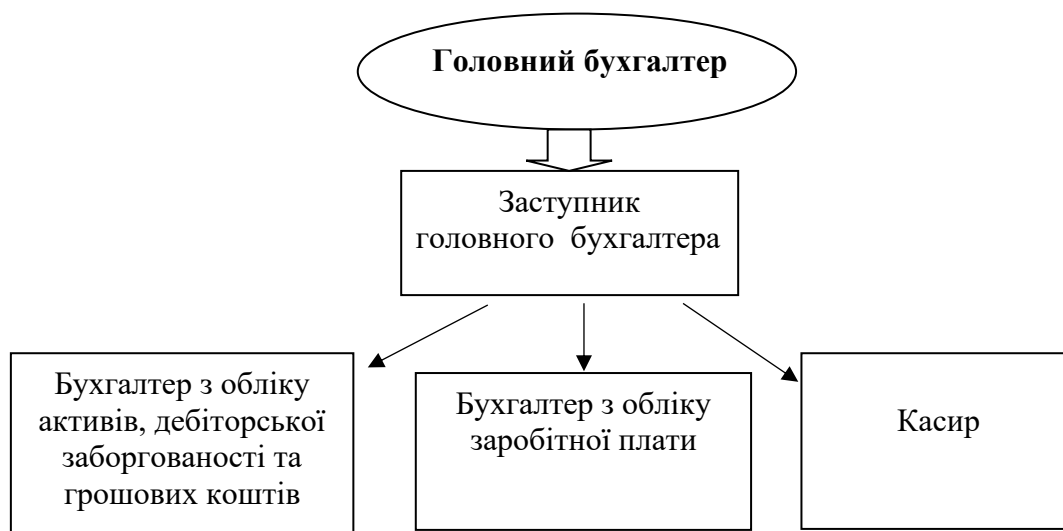 Головний бухгалтер
Заступник
головного бухгалтера
Бухгалтер з обліку
активів, дебіторської
заборгованості та
грошових коштів
Бухгалтер з обліку
заробітної плати
Касир